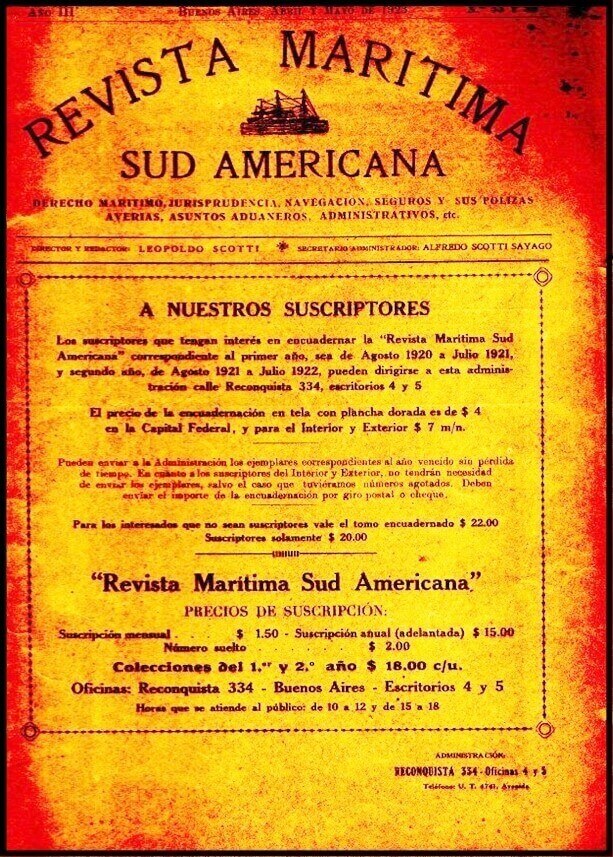 Año III Buenos Aires, Abril y Mayo de 1923
REVISTA MARITIMA
SUD AMERICANA
DERECHO MARITIMO, JURISPRUDENCIA, NAVEGACION, SEGUROS Y SUS POLIZAS
AVERIAS, ASUNTOS ADUANEROS, ADMINISTRATIVOS, etc.
DIRECTOR Y REDACTOR: LEOPOLDO SCOTTI SECRETARIO ADMINISTRADOR: ALFREDO SCOTTI SAYAGO
A NUESTROS SUSCRIPTORES
Los suscriptores que tengan interés en encuadernar la “Revista Marítima Sud
Americana” correspondiente al primer año, sea de Agosto 1920 a Julio 1921,
y segundo año, de Agosto 1921 a Julio 1922, pueden dirigirse a esta adminis-
tración calle Reconquista 334, escritorios 4 y 5
El precio de la encuadernación en tela con plancha dorada es de $ 4
en la Capital Federal, y para el Interior y Exterior $ 7 m/n.
Pueden enviar a la Administración los ejemplares correspondientes al año vencido sin pérdida
de tiempo. En cuanto a los suscriptores del Interior y Exterior, no tendrán necesidad
de enviar los ejemplares, salvo el caso que tuviéramos números agotados. Deben
enviar el importe de la encuadernación por giro postal o cheque.
Para los interesados que no sean suscriptores vale el tomo encuadernado $ 22.00
Suscriptores solamente $ 20.00
“Revista Marítima Sud Americana”
PRECIOS DE SUSCRIPCIÓN:
Suscripción mensual . . . . $ 1.50 - Suscripción anual (adelantada) $ 15.00
Número suelto . . . . $ 2.00
Colecciones del 1.er y 2.º año $ 18.00 c/u.
Oficinas: Reconquista 334 - Buenos Aires - Escritorios 4 y 5
Horas que se atiende al público: de 10 a 12 y de 15 a 18
ADMINISTRACIÓN:
RECONQUISTA 334 - Oficinas 4 y 5
Teléfono: U. T. 4741, Avenida